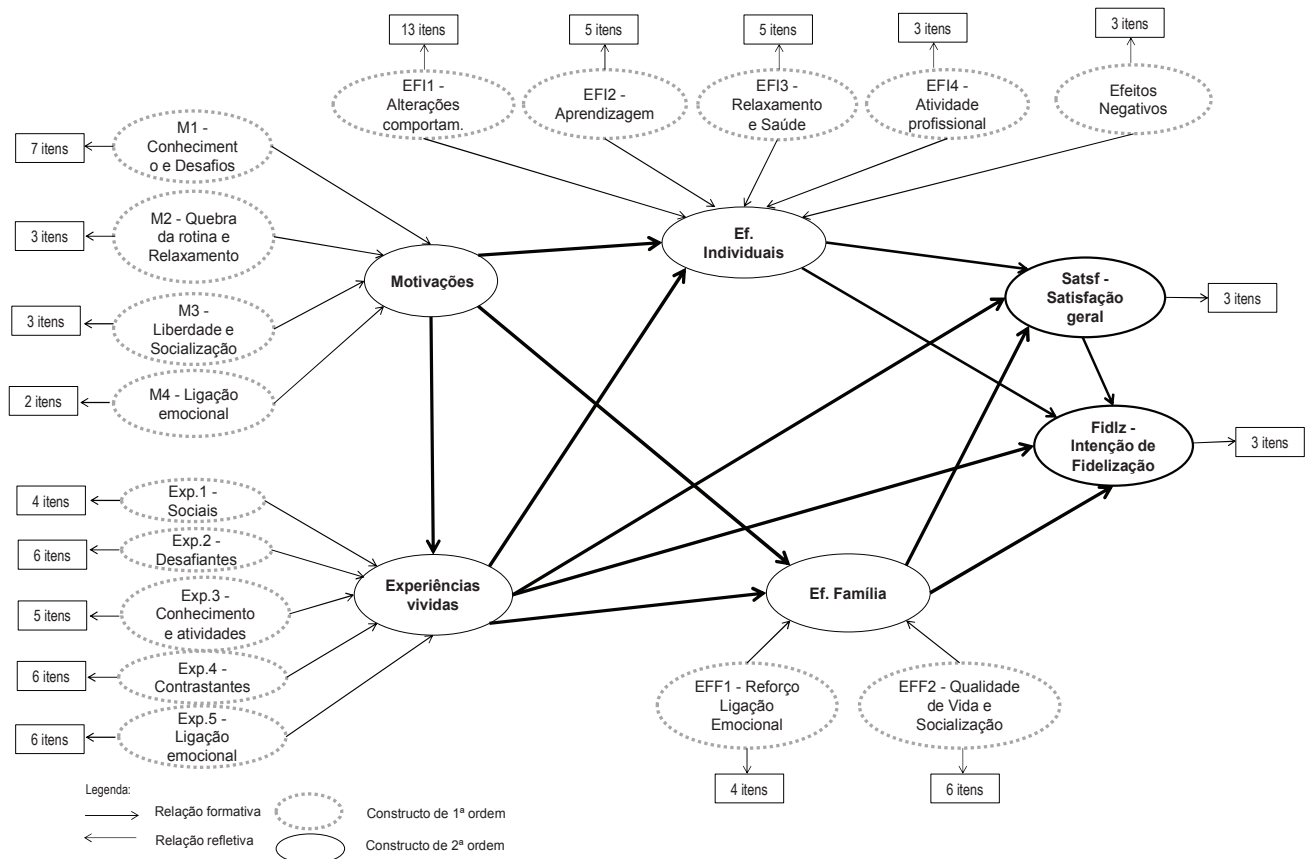 13 itens
5 itens
5 itens
3 itens
3 itens
EFI1 -
Alterações
comportam.
EFI2 -
Aprendizagem
EFI3 -
Relaxamento
e Saúde
EFI4 -
Atividade
profissional
Efeitos
Negativos
7 itens
M1 -
Conheciment
o e Desafios
3 itens
M2 - Quebra
da rotina e
Relaxamento
3 itens
M3 -
Liberdade e
Socialização
2 itens
M4 - Ligação
emocional
Motivações
Ef.
Individuais
Satsf -
Satisfação
geral
3 itens
Fidlz -
Intenção de
Fidelização
3 itens
4 itens
Exp.1 -
Sociais
6 itens
Exp.2 -
Desafiantes
5 itens
Exp.3 -
Conhecimento
e atividades
6 itens
Exp.4 -
Contrastantes
6 itens
Exp.5 -
Ligação
emocional
Experiências
vividas
Ef. Família
EFF1 - Reforço
Ligação
Emocional
EFF2 - Qualidade
de Vida e
Socialização
4 itens
6 itens
Legenda:
Relação formativa
Constructo de 1ª ordem
Relação refletiva
Constructo de 2ª ordem